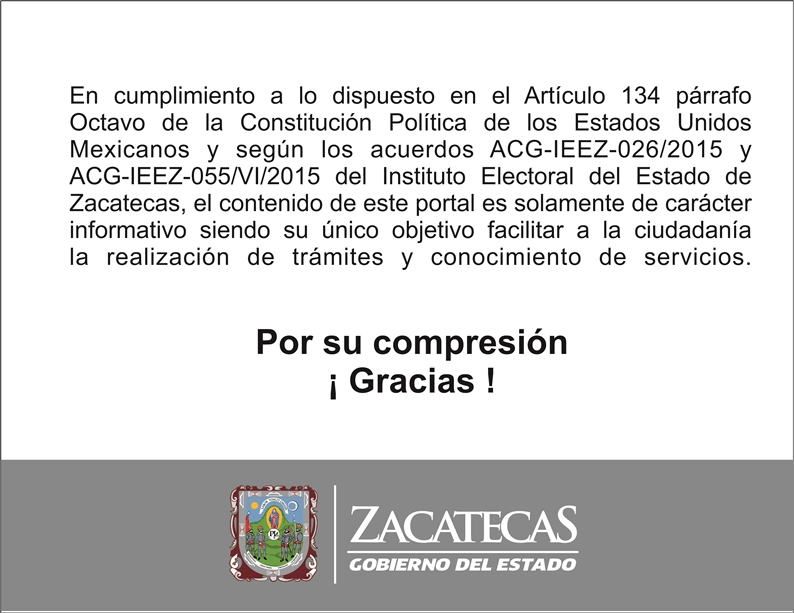 En cumplimiento a lo dispuesto en el Artículo 134 párrafo
Octavo de la Constitución Política de los Estados Unidos
Mexicanos y según los acuerdos ACG-IEEZ-026/2015 y
ACG-IEEZ-055/VI/2015 del Instituto Electoral del Estado de
Zacatecas, el contenido de este portal es solamente de carácter
informativo siendo su único objetivo facilitar a la ciudadanía
la realización de trámites y conocimiento de servicios.
Por su compresión
¡ Gracias !
ZACATECAS
GOBIERNO DEL ESTADO